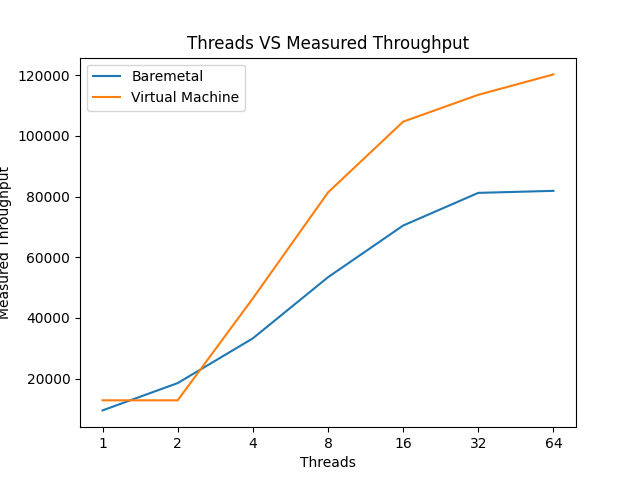 Threads VS Measured Throughput
Baremetal
Virtual Machine
120000
100000
80000
60000
40000
20000
Measured Throughput
1 2 4 8 16 32 64
Threads